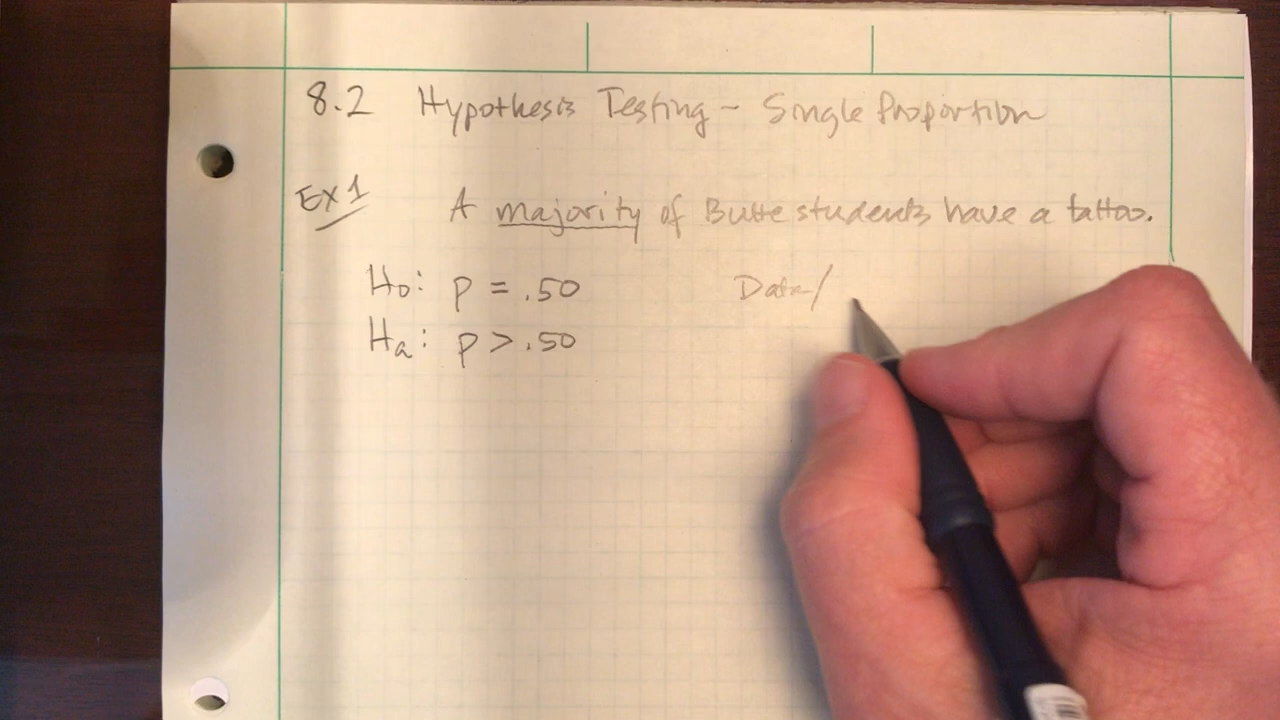 8.2 Hypothesis Testing - Single Proportion
EX 1 A majority of Butte students have a tattoo.
H₀: p = .50 Data/
Hₐ: p > .50